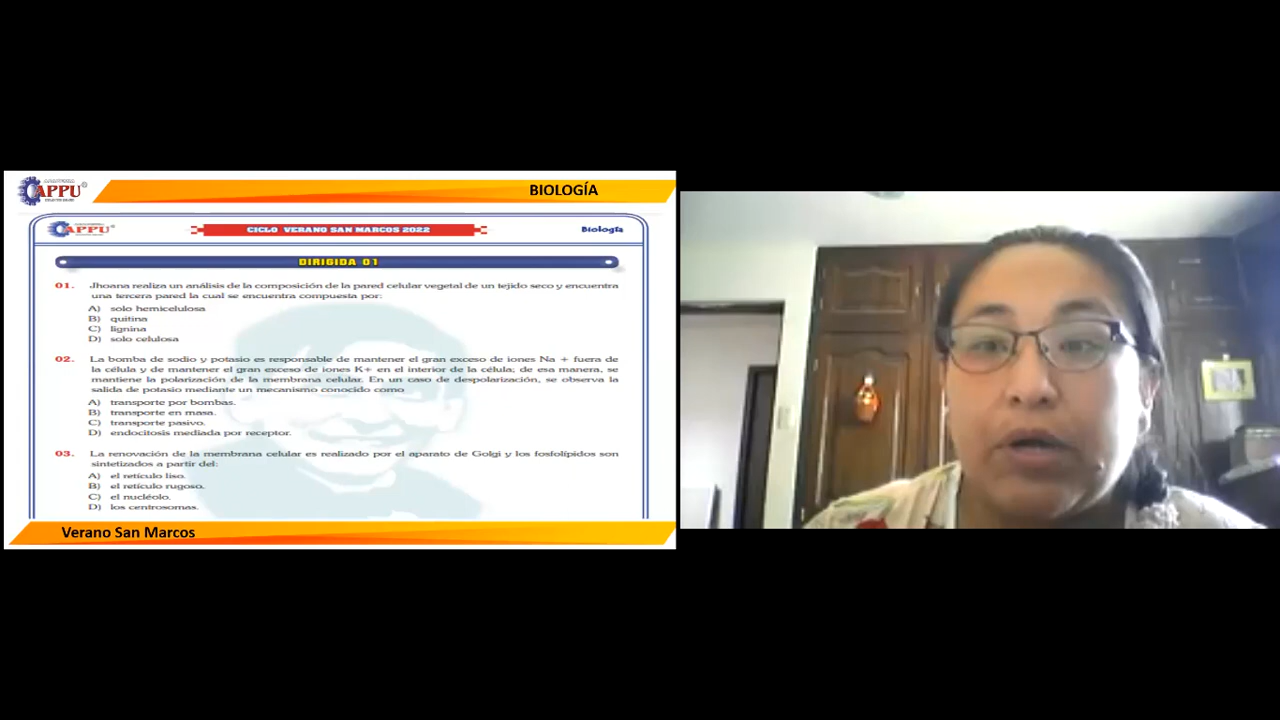 APPU
BIOLOGÍA
APPU
CICLO VERANO SAN MARCOS 2022
Biología
DIRIGIDA 01
01. Jhoana realiza un análisis de la composición de la pared celular vegetal de un tejido seco y encuentra
una tercera pared la cual se encuentra compuesta por:
A) solo hemicelulosa
B) quitina
C) lignina
D) solo celulosa
02. La bomba de sodio y potasio es responsable de mantener el gran exceso de iones Na + fuera de
la célula y de mantener el gran exceso de iones K+ en el interior de la célula; de esa manera, se
mantiene la polarización de la membrana celular. En un caso de despolarización, se observa la
salida de potasio mediante un mecanismo conocido como
A) transporte por bombas.
B) transporte en masa.
C) transporte pasivo.
D) endocitosis mediada por receptor.
03. La renovación de la membrana celular es realizado por el aparato de Golgi y los fosfolípidos son
sintetizados a partir del:
A) el retículo liso.
B) el retículo rugoso.
C) el nucléolo.
D) los centrosomas.
Verano San Marcos